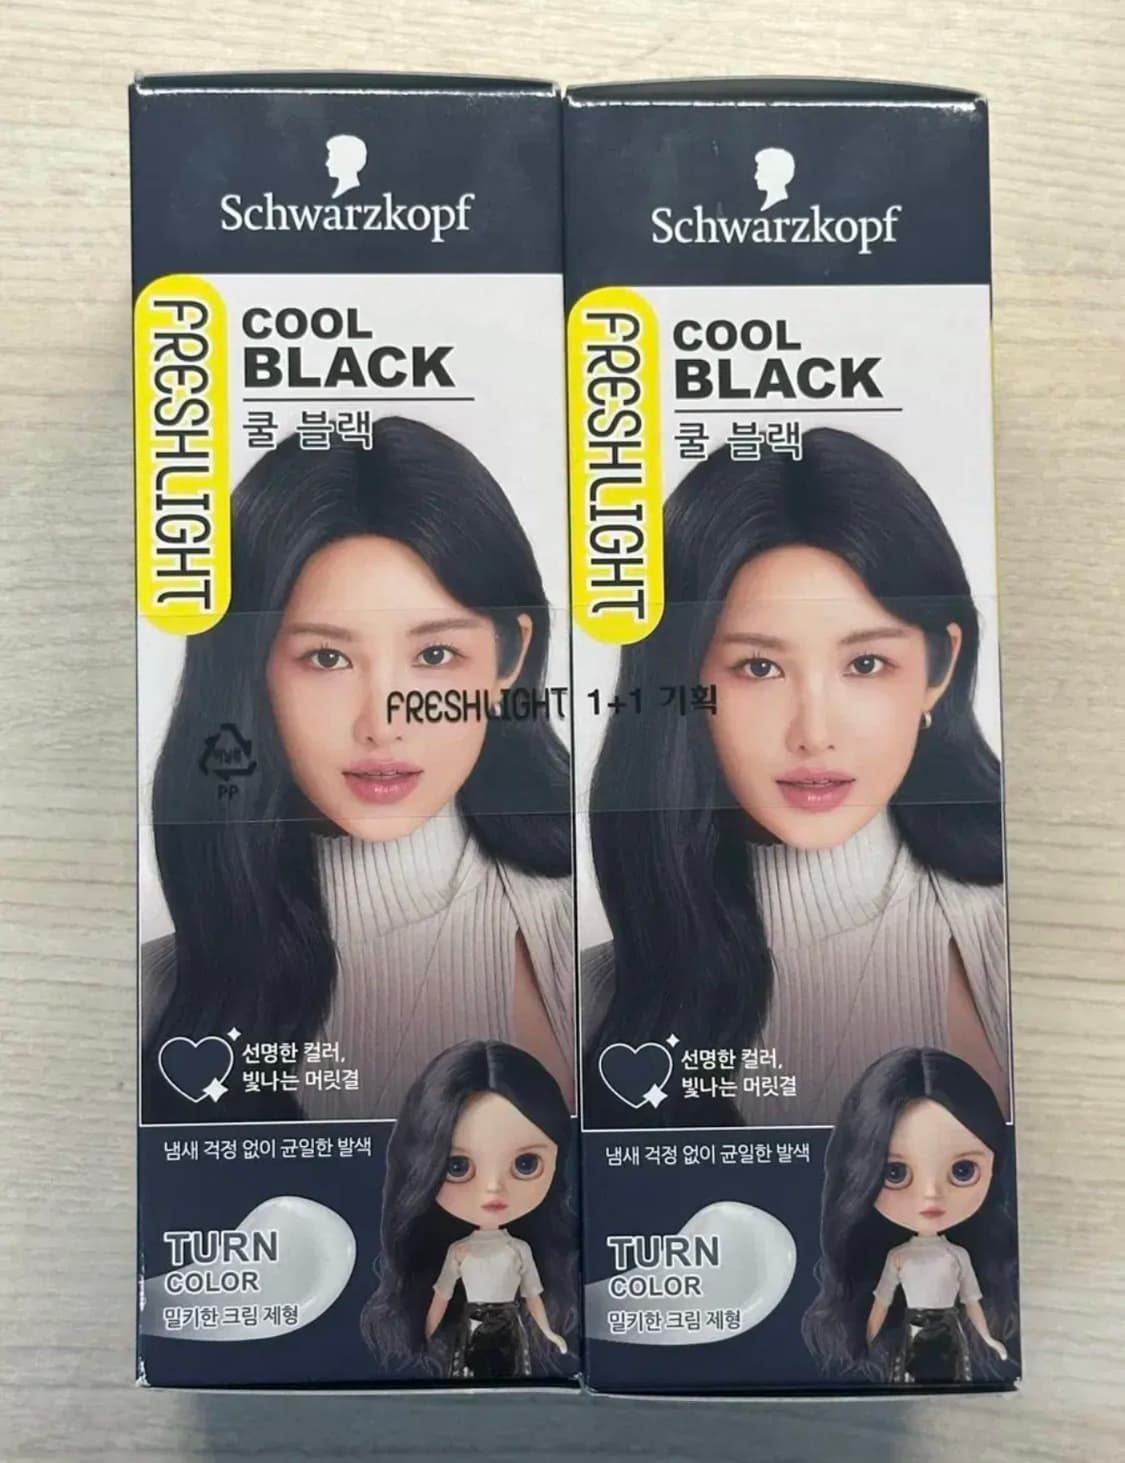 Schwarzkopf
FRESHLIGHT
COOL
BLACK
쿨 블랙
선명한 컬러,
빛나는 머릿결
냄새 걱정 없이 균일한 발색
TURN
COLOR
밀키한 크림 제형
Schwarzkopf
FRESHLIGHT
COOL
BLACK
쿨 블랙
선명한 컬러,
빛나는 머릿결
냄새 걱정 없이 균일한 발색
TURN
COLOR
밀키한 크림 제형
FRESHLIGHT 1+1 기획
PP